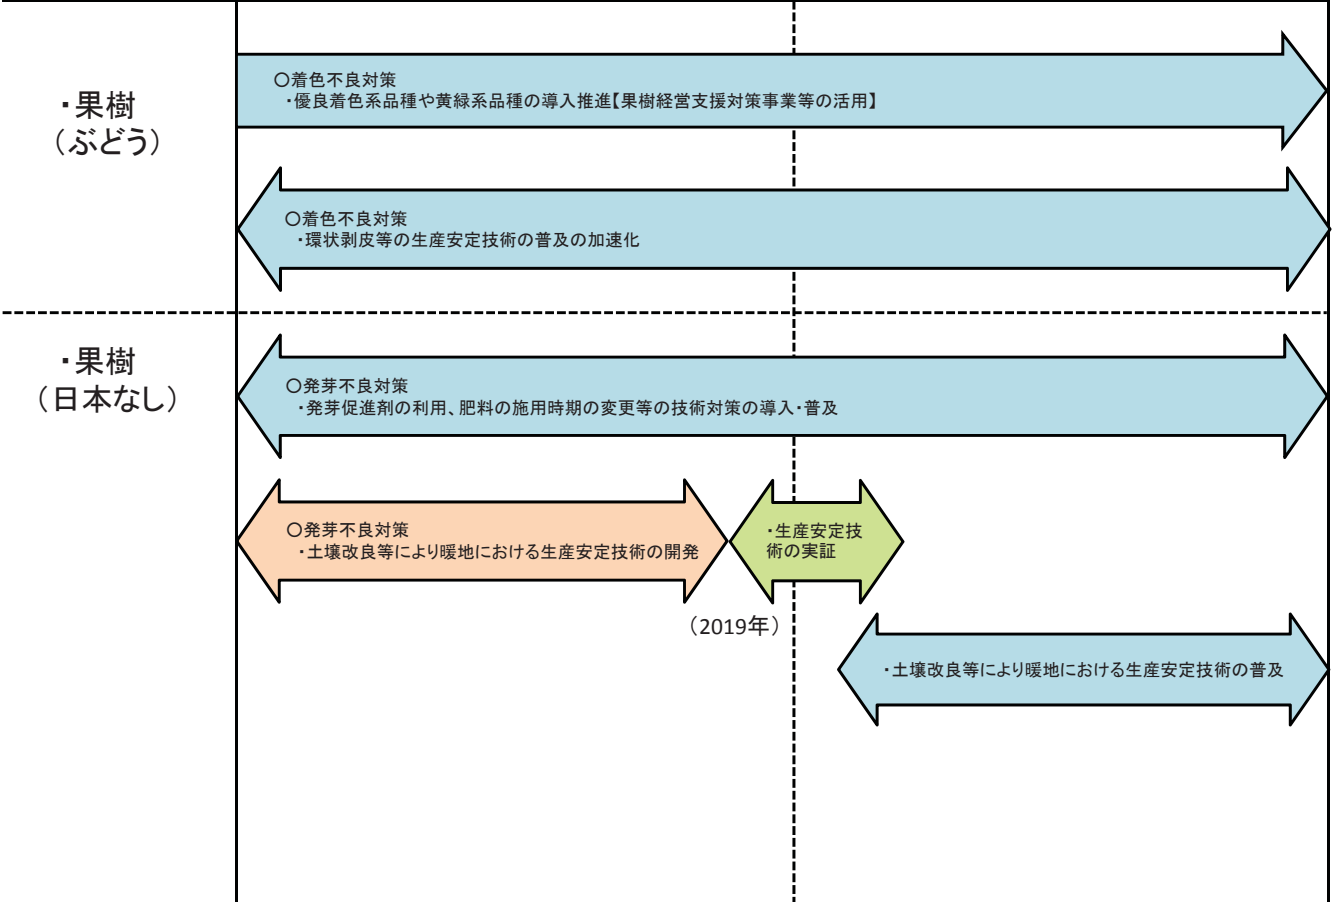 ・果樹
（ぶどう）
○着色不良対策
・優良着色系品種や黄緑系品種の導入推進【果樹経営支援対策事業等の活用】
○着色不良対策
・環状剥皮等の生産安定技術の普及の加速化
・果樹
（日本なし）
○発芽不良対策
・発芽促進剤の利用、肥料の施用時期の変更等の技術対策の導入・普及
○発芽不良対策
・土壌改良等により暖地における生産安定技術の開発
・生産安定技
術の実証
（2019年）
・土壌改良等により暖地における生産安定技術の普及